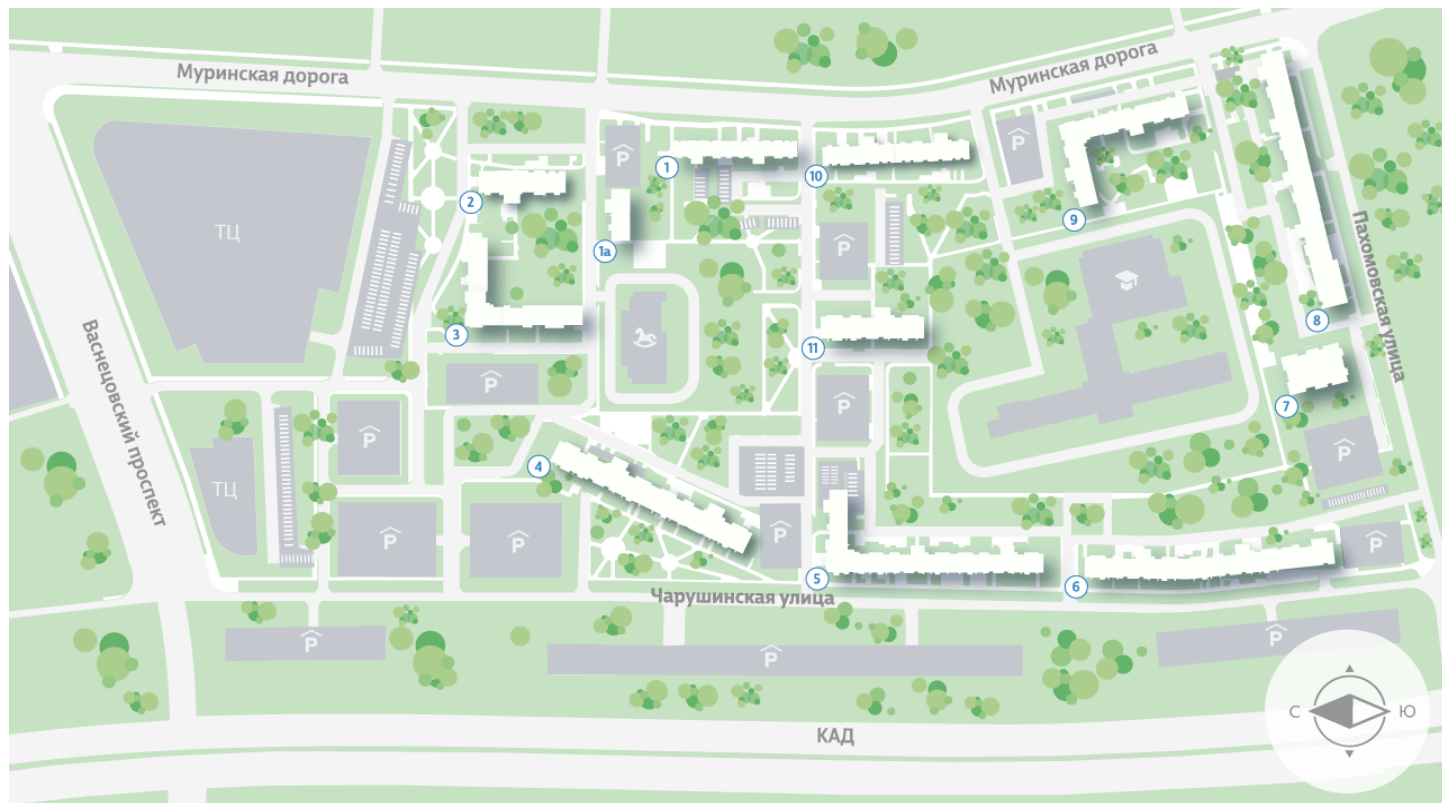 Муринская дорога
Муринская дорога
P
1
10
P
2
9
ТЦ
1а
P
Пахомовская улица
3
11
8
Васнецовский проспект
P
P
7
P
4
P
ТЦ
P
P
P
P
5
6
Чарушинская улица
P
P
P
С
Ю
КАД